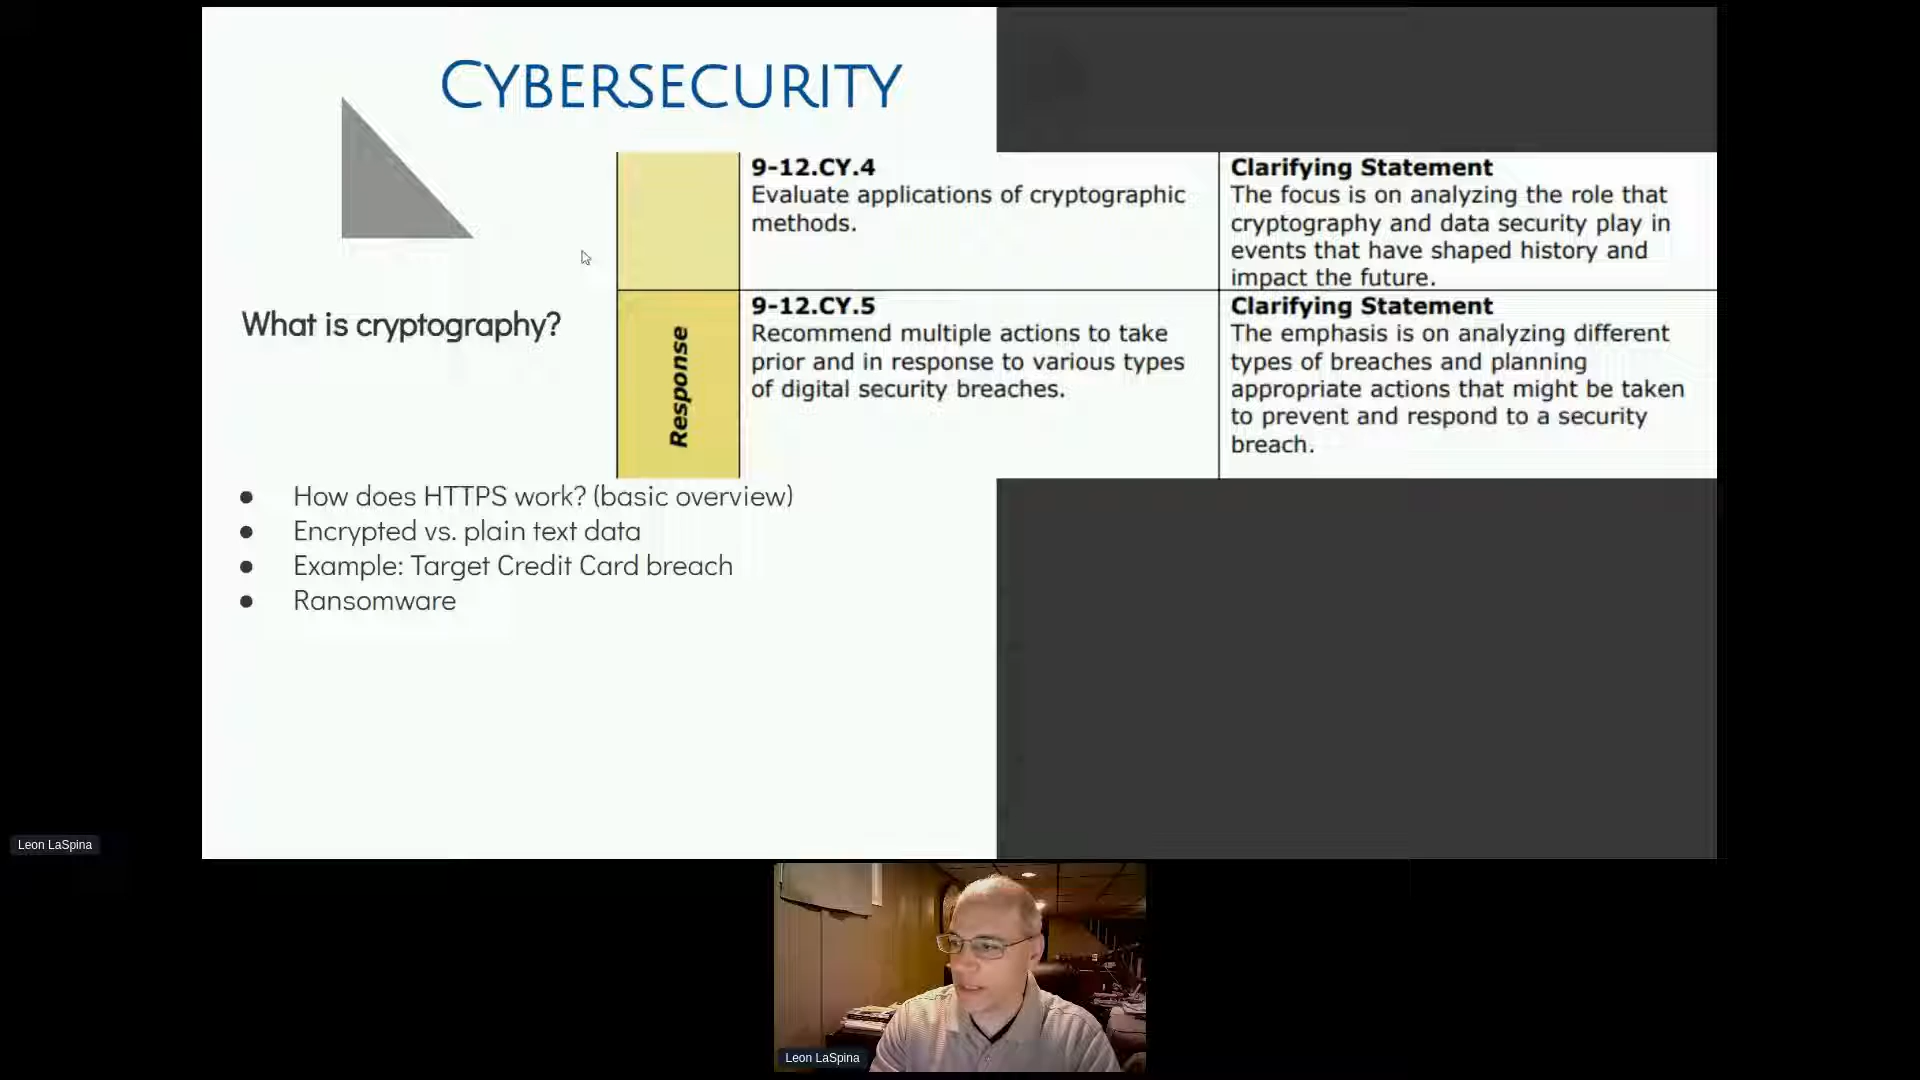 CYBERSECURITY
9-12.CY.4
Evaluate applications of cryptographic
methods.
Clarifying Statement
The focus is on analyzing the role that
cryptography and data security play in
events that have shaped history and
impact the future.
What is cryptography?
Response
9-12.CY.5
Recommend multiple actions to take
prior and in response to various types
of digital security breaches.
Clarifying Statement
The emphasis is on analyzing different
types of breaches and planning
appropriate actions that might be taken
to prevent and respond to a security
breach.
● How does HTTPS work? (basic overview)
● Encrypted vs. plain text data
● Example: Target Credit Card breach
● Ransomware
Leon LaSpina
Leon LaSpina